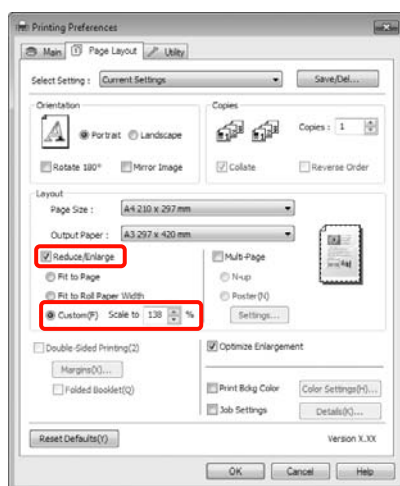 Printing Preferences
Main Page Layout Utility
Select Setting : Current Settings Save/Del...
Orientation Copies
Portrait Landscape Copies : 1
Rotate 180° Mirror Image Collate Reverse Order
Layout
Page Size : A4 210 x 297 mm
Output Paper : A3 297 x 420 mm
Reduce/Enlarge Multi-Page
Fit to Page N-up
Fit to Roll Paper Width Poster(N)
Custom(F) Scale to 138 % Settings...
Double-Sided Printing(2) Optimize Enlargement
Margins(X)...
Folded Booklet(Q) Print Bckg Color Color Settings(H)...
Job Settings Details(K)...
Reset Defaults(Y) Version X.XX
OK Cancel Help